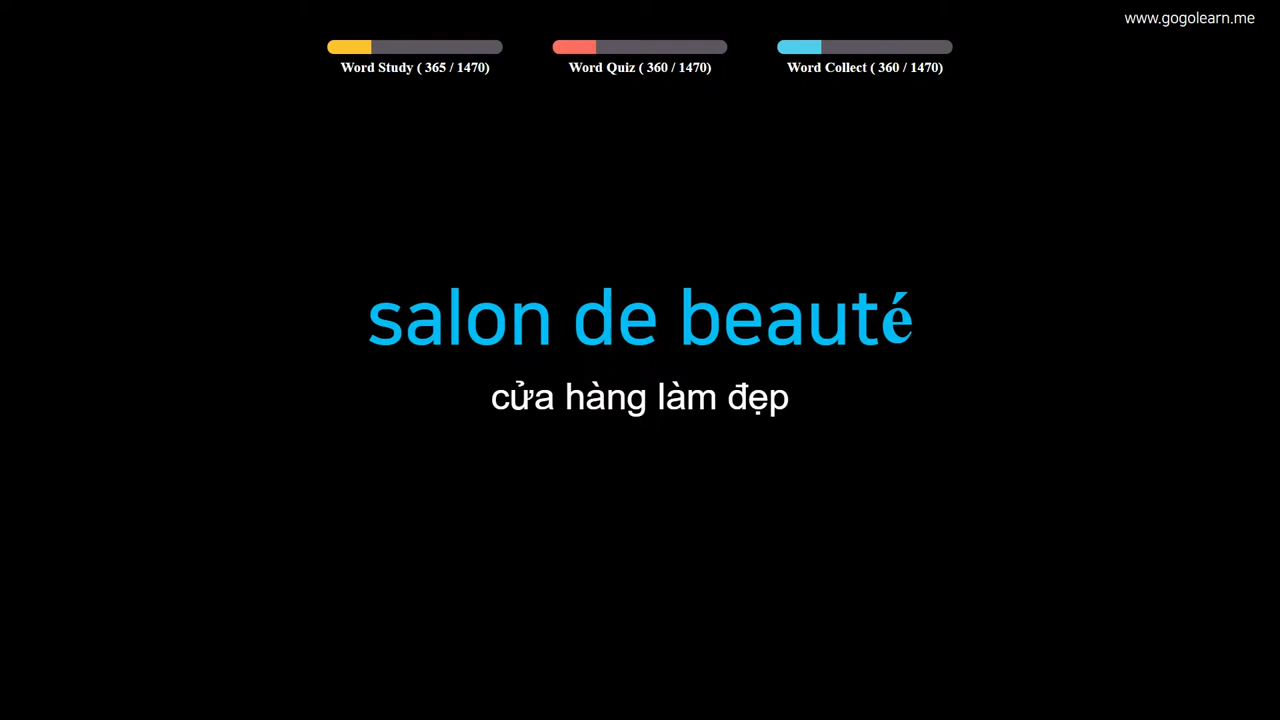 www.gogolearn.me
Word Study ( 365 / 1470)
Word Quiz ( 360 / 1470)
Word Collect ( 360 / 1470)
salon de beauté
cửa hàng làm đẹp